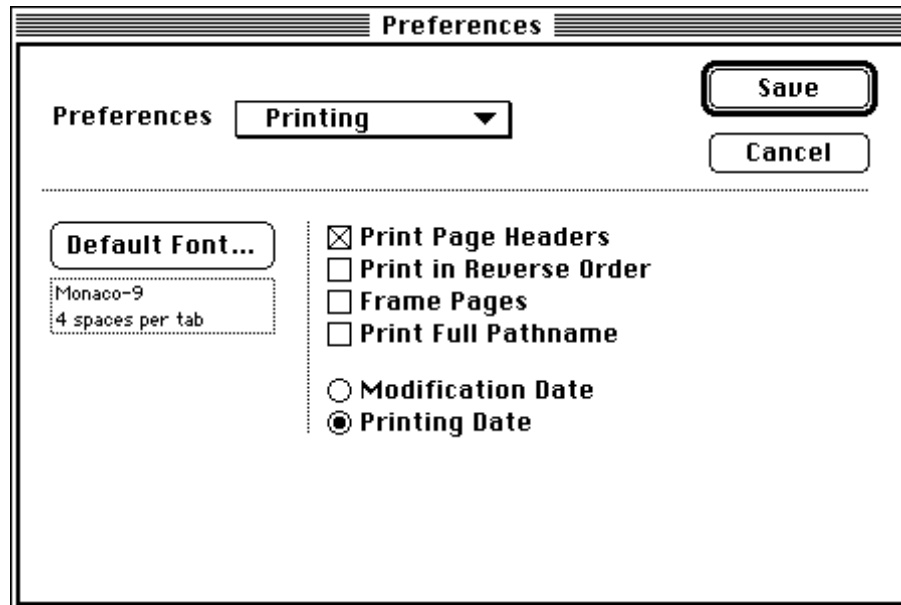 Preferences
Preferences Printing
Save
Cancel
Default Font...
Monaco-9
4 spaces per tab
Print Page Headers
Print in Reverse Order
Frame Pages
Print Full Pathname
Modification Date
Printing Date